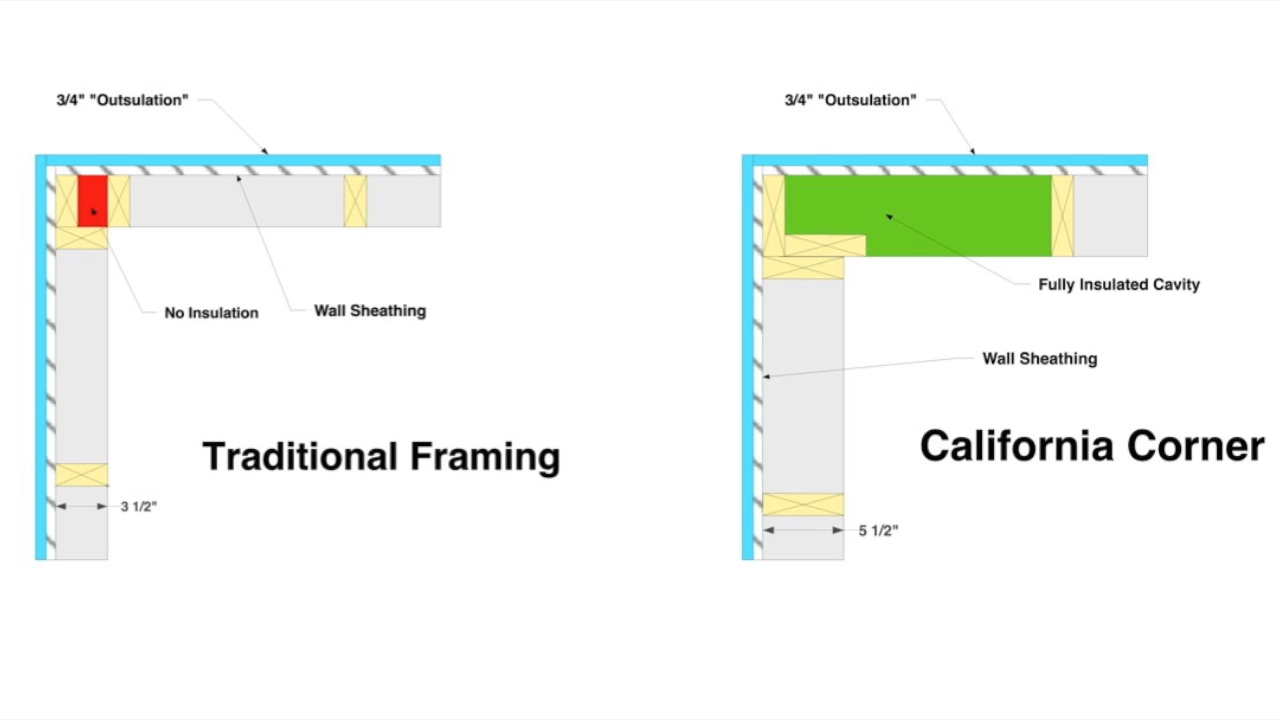 3/4" "Outsulation"
No Insulation
Wall Sheathing
Traditional Framing
3 1/2"
3/4" "Outsulation"
Fully Insulated Cavity
Wall Sheathing
California Corner
5 1/2"